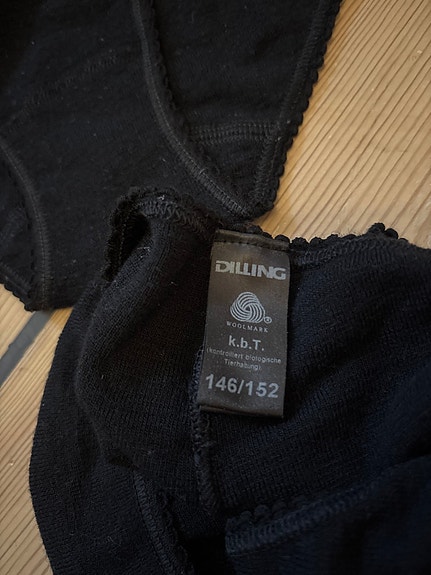 DILLING
WOOLMARK
k.b.T.
(kontrolliert biologische
Tierhaltung)
146/152